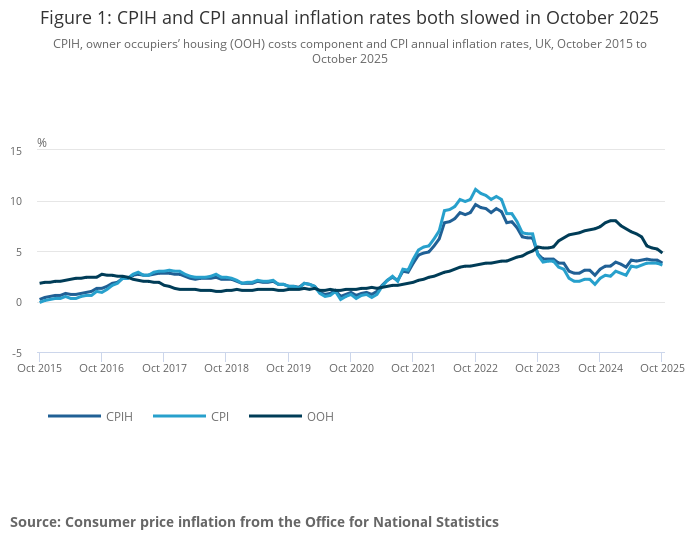 Figure 1: CPIH and CPI annual inflation rates both slowed in October 2025
CPIH, owner occupiers’ housing (OOH) costs component and CPI annual inflation rates, UK, October 2015 to
October 2025
%
15
10
5
0
-5
Oct 2015 Oct 2016 Oct 2017 Oct 2018 Oct 2019 Oct 2020 Oct 2021 Oct 2022 Oct 2023 Oct 2024 Oct 2025
CPIH CPI OOH
Source: Consumer price inflation from the Office for National Statistics